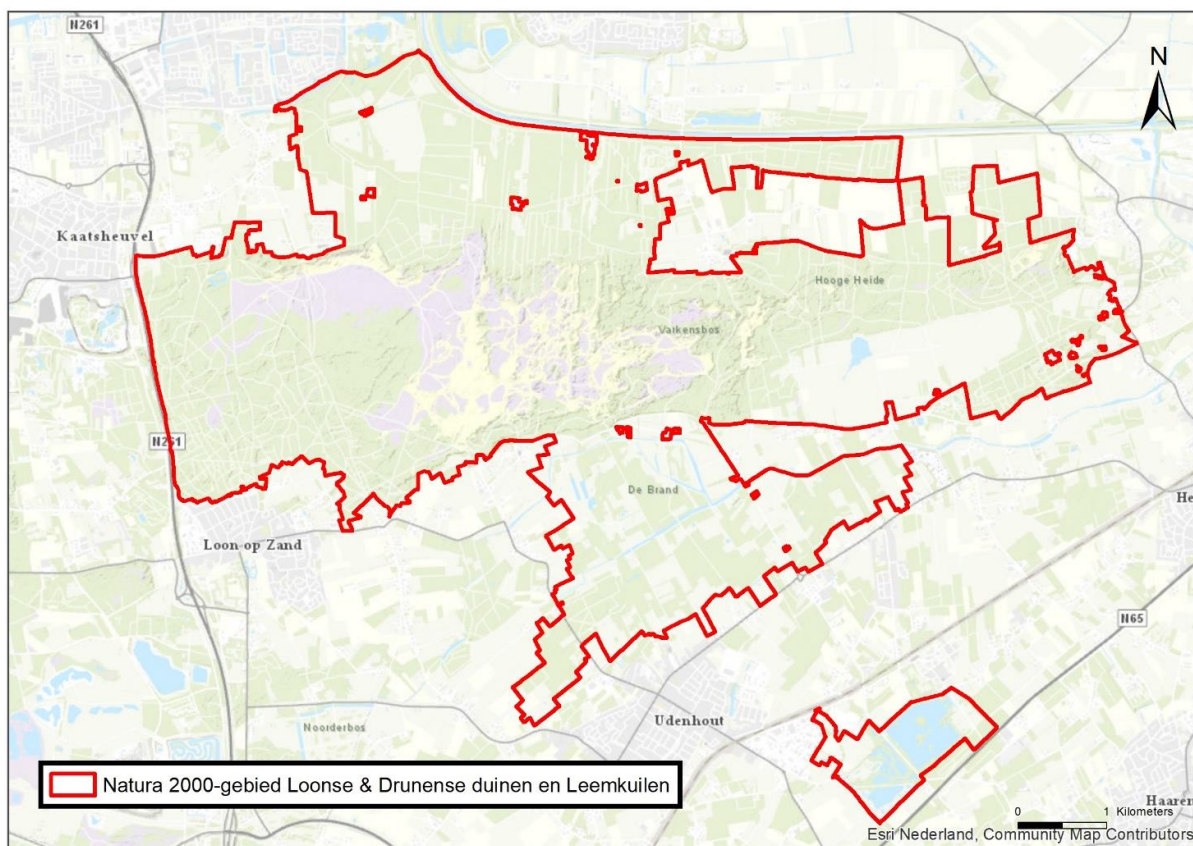 N261
N
Kaatsheuvel
Hooge Heide
Valkensbos
N261
De Brand
He
Loon op Zand
N65
Noorderbos
Udenhout
Natura 2000-gebied Loonse & Drunense duinen en Leemkuilen
0 1 Kilometers
Haaren
Esri Nederland, Community Map Contributors